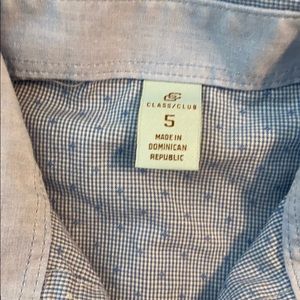 CLASS/CLUB
5
MADE IN
DOMINICAN
REPUBLIC